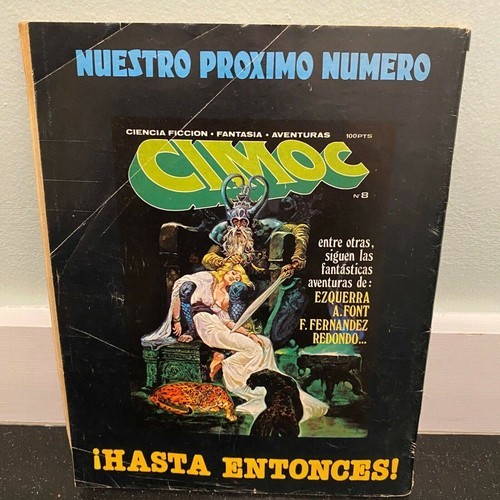 NUESTRO PROXIMO NUMERO
CIENCIA FICCION · FANTASIA · AVENTURAS 100 PTS
CIMOC
Nº 8
entre otras,
siguen las
fantásticas
aventuras de:
EZQUERRA
A. FONT
F. FERNANDEZ
REDONDO...
¡HASTA ENTONCES!